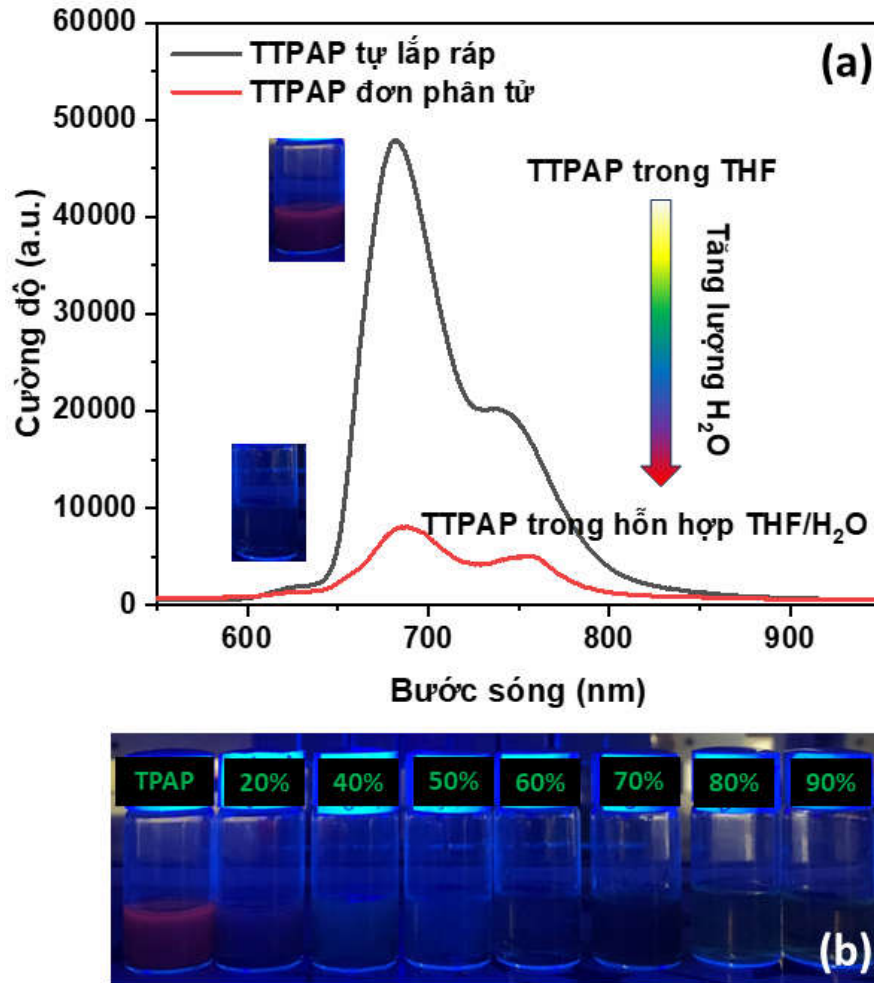 60000
50000
40000
30000
20000
10000
0
Cường độ (a.u.)
TTPAP tự lắp ráp
TTPAP đơn phân tử
(a)
TTPAP trong THF
Tăng lượng H₂O
TTPAP trong hỗn hợp THF/H₂O
600 700 800 900
Bước sóng (nm)
TPAP 20% 40% 50% 60% 70% 80% 90%
(b)